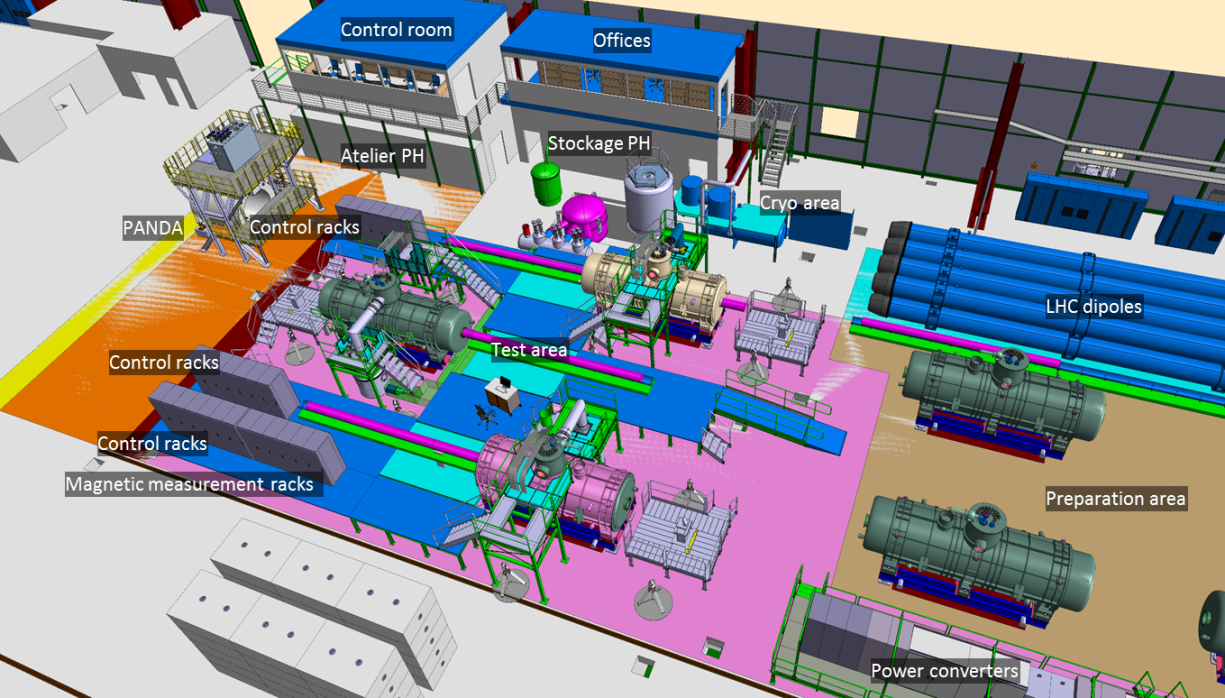 Control room
Offices
Atelier PH
Stockage PH
PANDA
Control racks
Cryo area
LHC dipoles
Test area
Control racks
Control racks
Magnetic measurement racks
Preparation area
Power converters